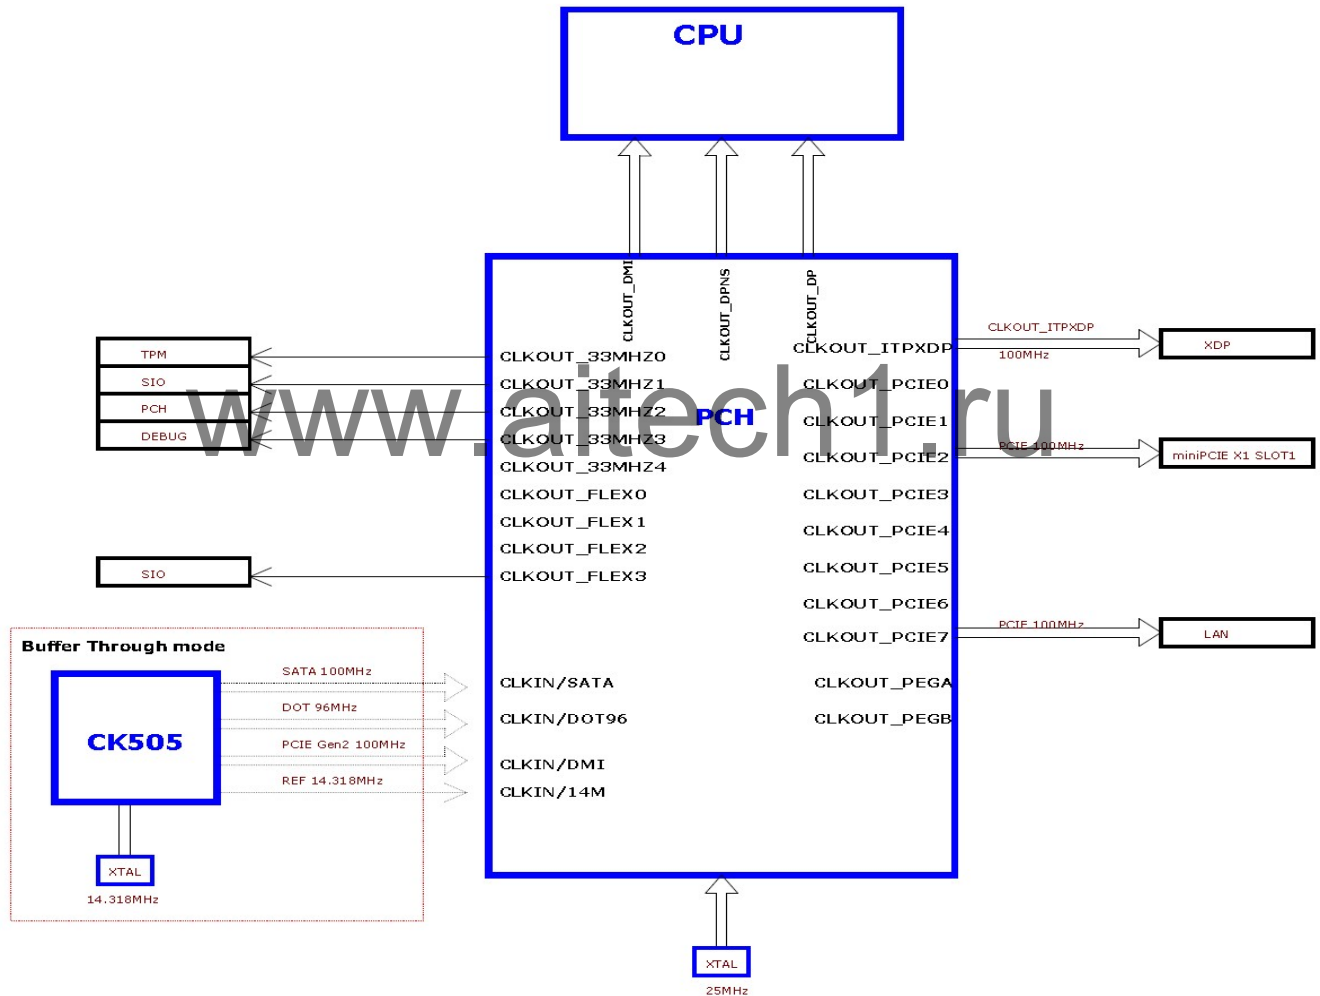 CPU
CLKOUT_DMI
CLKOUT_DPNS
CLKOUT_DP
PCH
TPM
SIO
PCH
DEBUG
SIO
CLKOUT_33MHZ0
CLKOUT_33MHZ1
CLKOUT_33MHZ2
CLKOUT_33MHZ3
CLKOUT_33MHZ4
CLKOUT_FLEX0
CLKOUT_FLEX1
CLKOUT_FLEX2
CLKOUT_FLEX3
CLKIN/SATA
CLKIN/DOT96
CLKIN/DMI
CLKIN/14M
CLKOUT_ITPXDP
CLKOUT_PCIE0
CLKOUT_PCIE1
CLKOUT_PCIE2
CLKOUT_PCIE3
CLKOUT_PCIE4
CLKOUT_PCIE5
CLKOUT_PCIE6
CLKOUT_PCIE7
CLKOUT_PEGA
CLKOUT_PEGB
CLKOUT_ITPXDP
100MHz
XDP
PCIE 100MHz
miniPCIE X1 SLOT1
PCIE 100MHz
LAN
Buffer Through mode
CK505
SATA 100MHz
DOT 96MHz
PCIE Gen2 100MHz
REF 14.318MHz
XTAL
14.318MHz
XTAL
25MHz
www.aitech1.ru